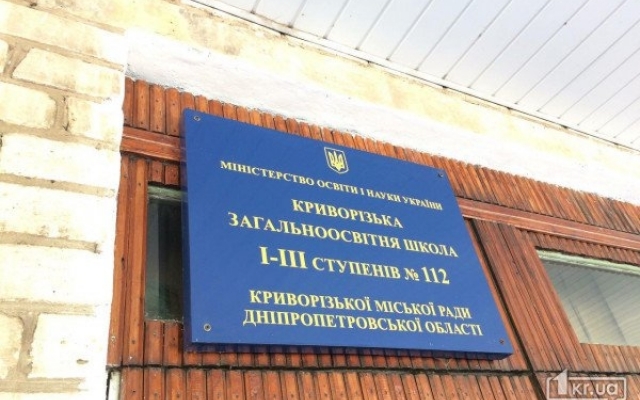 МІНІСТЕРСТВО ОСВІТИ І НАУКИ УКРАЇНИ
КРИВОРІЗЬКА
ЗАГАЛЬНООСВІТНЯ ШКОЛА
І-ІІІ СТУПЕНІВ № 112
КРИВОРІЗЬКОЇ МІСЬКОЇ РАДИ
ДНІПРОПЕТРОВСЬКОЇ ОБЛАСТІ
1kr.ua